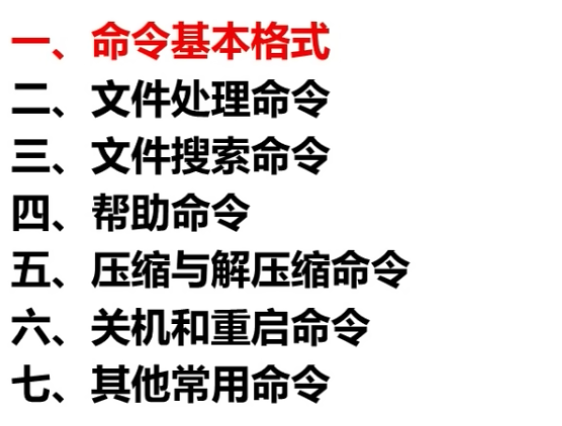 一、命令基本格式
二、文件处理命令
三、文件搜索命令
四、帮助命令
五、压缩与解压缩命令
六、关机和重启命令
七、其他常用命令